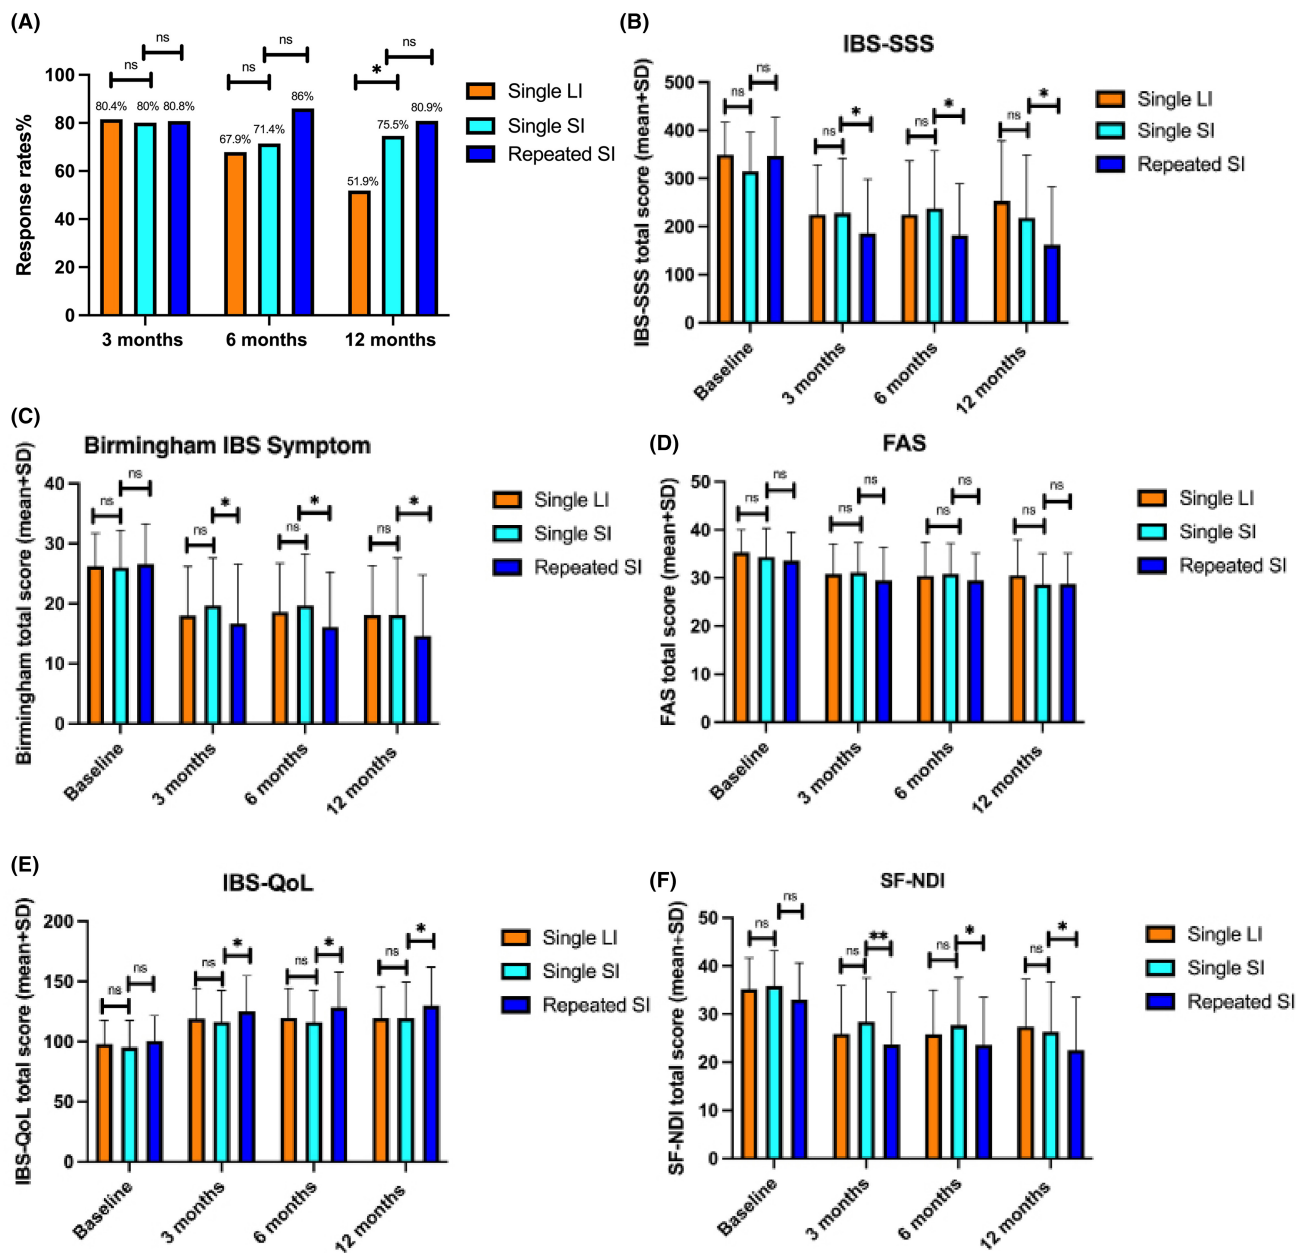 (A)
ns
ns
ns
ns
ns
*
Response rates%
100
80
60
40
20
0
80.4%
80%
80.8%
67.9%
71.4%
86%
51.9%
75.5%
80.9%
3 months
6 months
12 months
Single LI
Single SI
Repeated SI
(B)
IBS-SSS
IBS-SSS total score (mean+SD)
500
400
300
200
100
0
ns
ns
ns
*
ns
*
ns
*
Baseline
3 months
6 months
12 months
Single LI
Single SI
Repeated SI
(C)
Birmingham IBS Symptom
Birmingham total score (mean+SD)
40
30
20
10
0
ns
ns
ns
*
ns
*
ns
*
Baseline
3 months
6 months
12 months
Single LI
Single SI
Repeated SI
(D)
FAS
FAS total score (mean+SD)
50
40
30
20
10
0
ns
ns
ns
ns
ns
ns
ns
ns
Baseline
3 months
6 monhs
12 months
Single LI
Single SI
Repeated SI
(E)
IBS-QoL
IBS-QoL total score (mean+SD)
200
150
100
50
0
ns
ns
ns
*
ns
*
ns
*
Baseline
3 months
6 months
12 months
Single LI
Single SI
Repeated SI
(F)
SF-NDI
SF-NDI total score (mean+SD)
50
40
30
20
10
0
ns
ns
ns
**
ns
*
ns
*
Baseline
3 months
6 months
12 months
Single LI
Single SI
Repeated SI